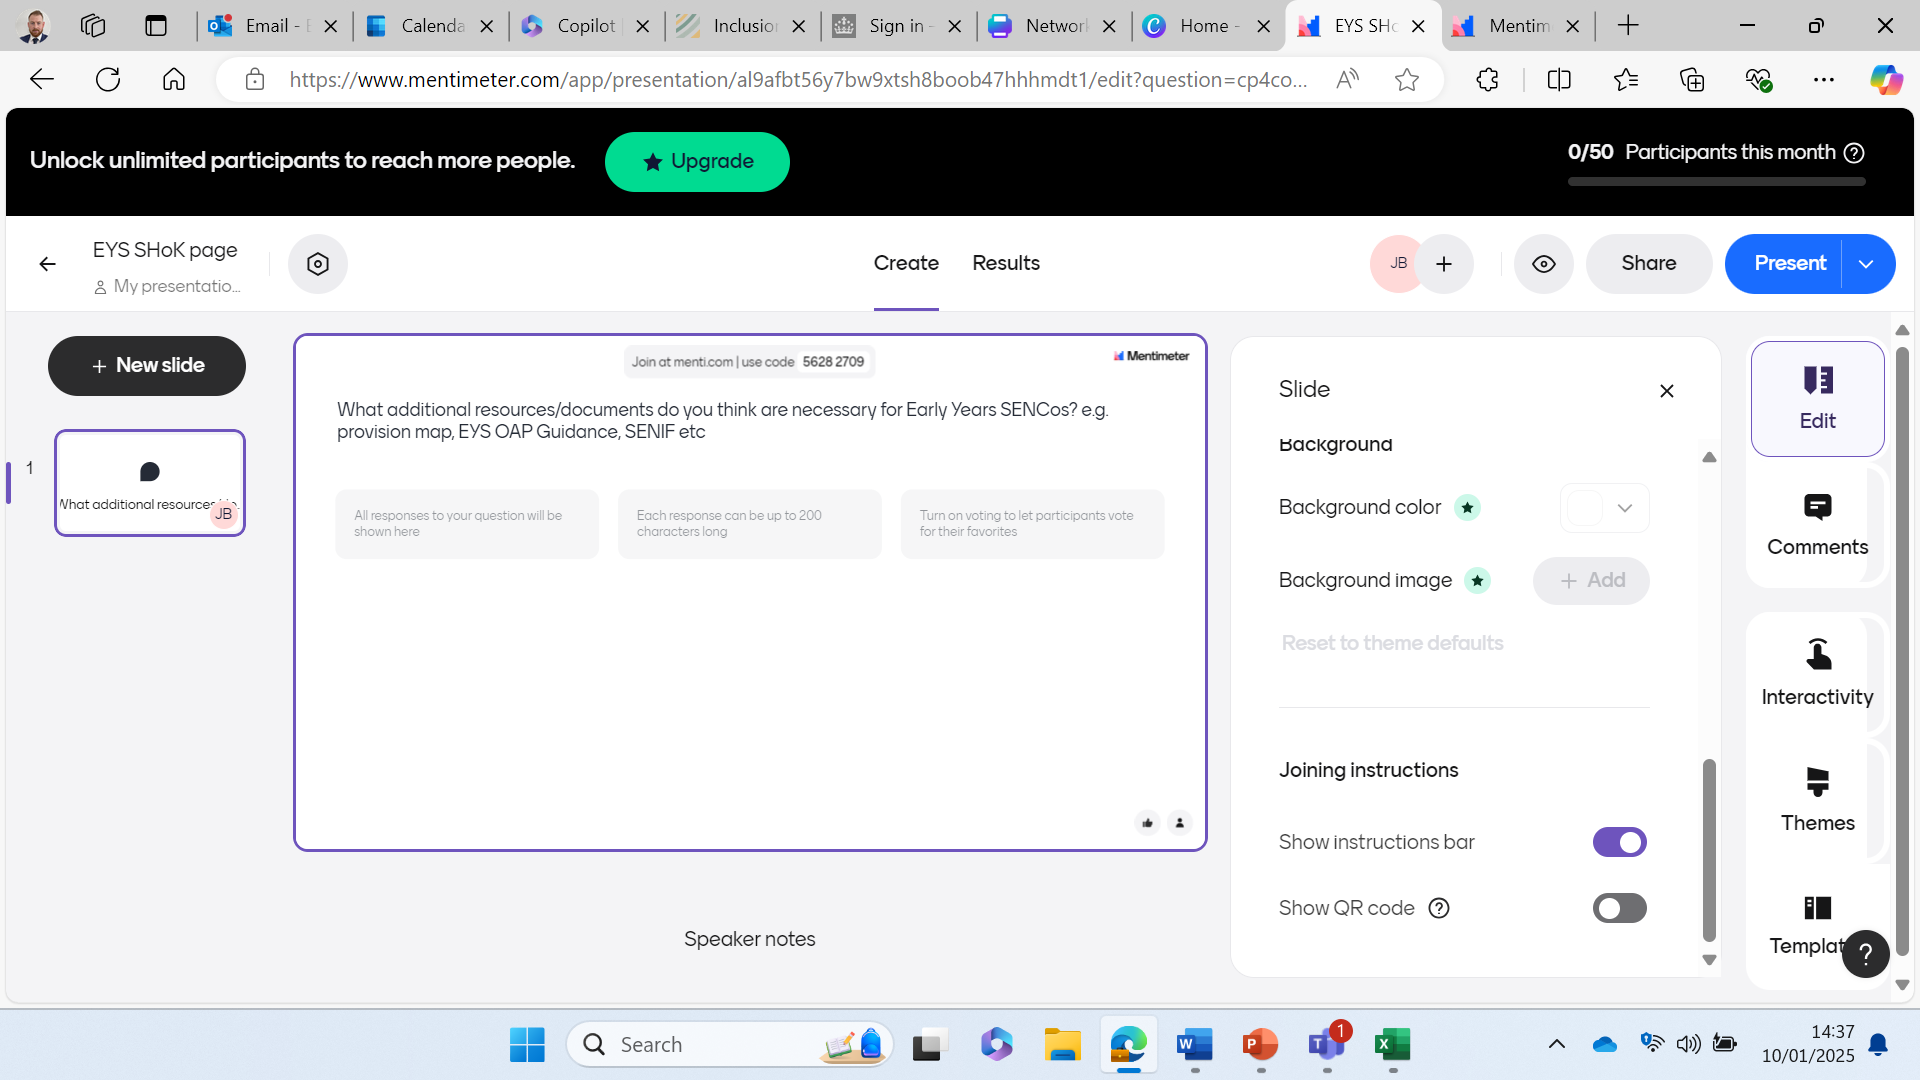 Email -
Calenda
Copilot
Inclusion
Sign in -
Network
Home -
EYS SHo
Mentim
https://www.mentimeter.com/app/presentation/al9afbt56y7bw9xtsh8boob47hhhmdt1/edit?question=cp4co...
Unlock unlimited participants to reach more people.
Upgrade
0/50 Participants this month
EYS SHoK page
My presentatio...
Create
Results
JB
Share
Present
New slide
1
What additional resources
JB
Join at menti.com | use code 5628 2709
Mentimeter
What additional resources/documents do you think are necessary for Early Years SENCos? e.g.
provision map, EYS OAP Guidance, SENIF etc
All responses to your question will be
shown here
Each response can be up to 200
characters long
Turn on voting to let participants vote
for their favorites
Speaker notes
Slide
Background
Background color
Background image
Add
Reset to theme defaults
Joining instructions
Show instructions bar
Show QR code
Edit
Comments
Interactivity
Themes
Templat
Search
1
14:37
10/01/2025